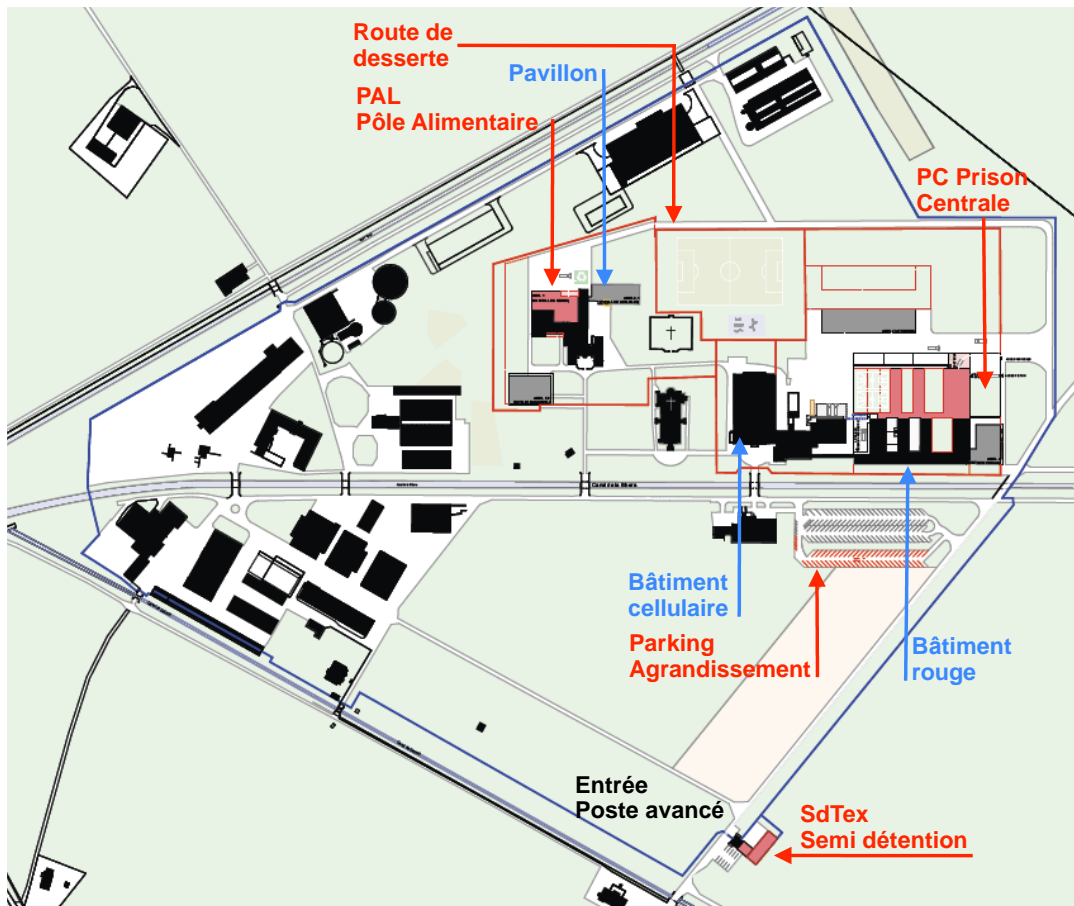 Route de
desserte
Pavillon
PAL
Pôle Alimentaire
PC Prison
Centrale
Bâtiment
cellulaire
Parking
Agrandissement
Bâtiment
rouge
Entrée
Poste avancé
SdTex
Semi détention